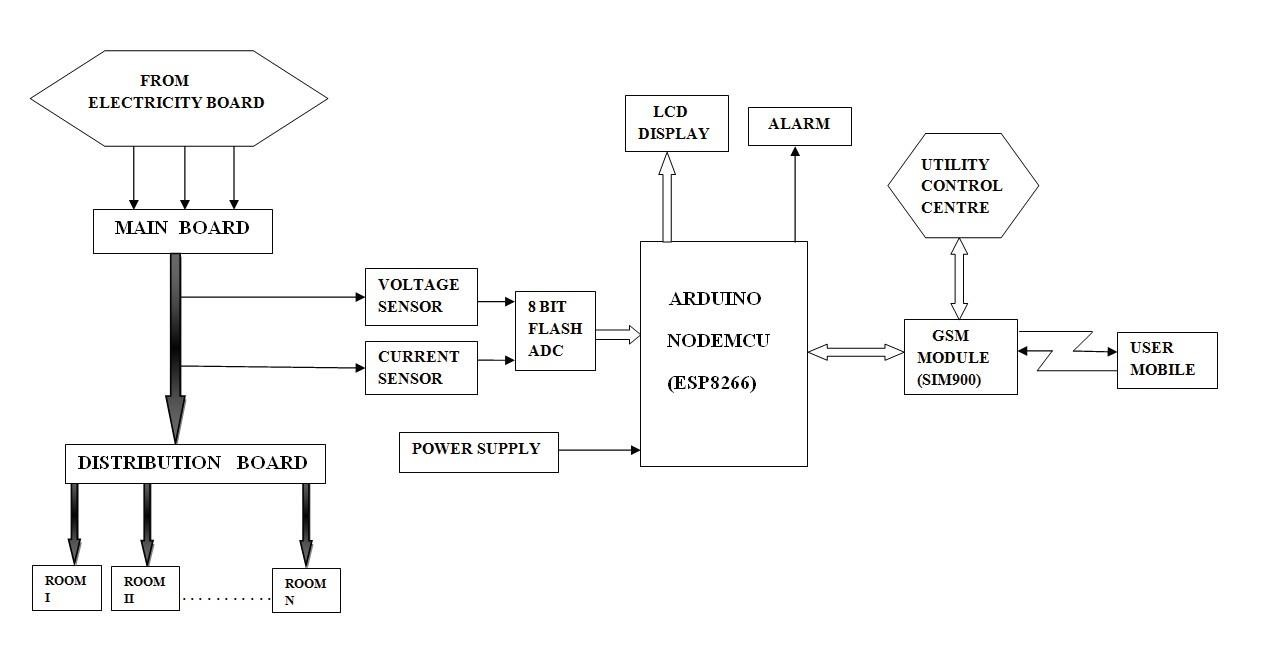 FROM
ELECTRICITY BOARD
MAIN BOARD
DISTRIBUTION BOARD
ROOM
I
ROOM
II
...........
ROOM
N
VOLTAGE
SENSOR
CURRENT
SENSOR
8 BIT
FLASH
ADC
POWER SUPPLY
LCD
DISPLAY
ALARM
ARDUINO
NODEMCU
(ESP8266)
UTILITY
CONTROL
CENTRE
GSM
MODULE
(SIM900)
USER
MOBILE